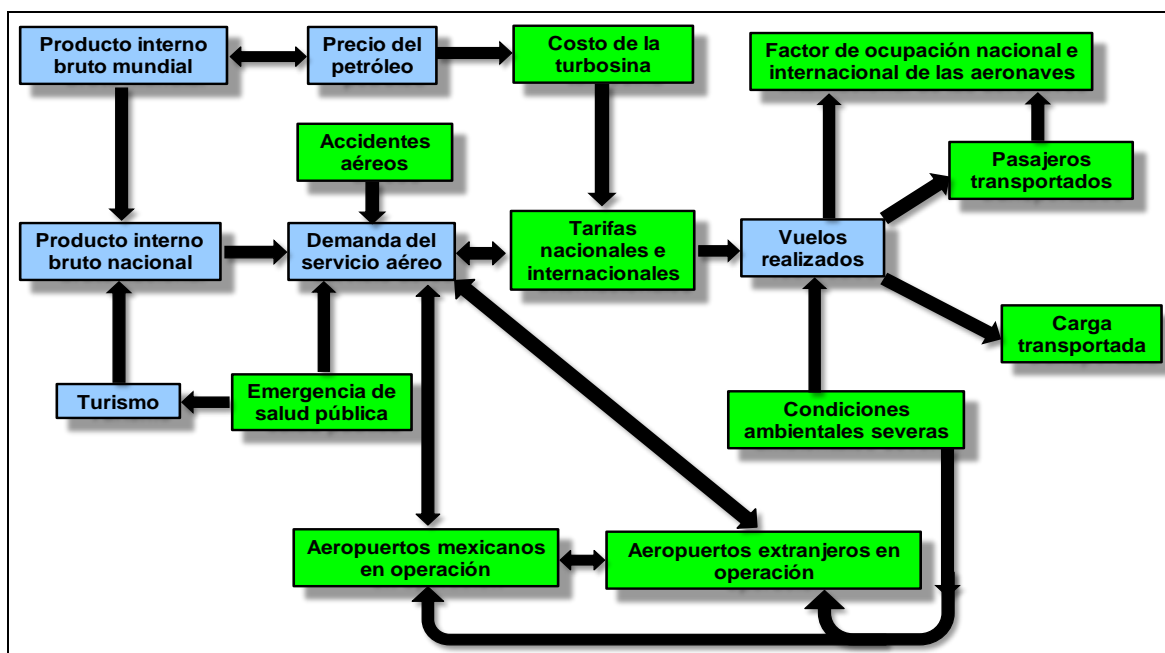 Producto interno
bruto mundial
Precio del
petróleo
Costo de la
turbosina
Factor de ocupación nacional e
internacional de las aeronaves
Accidentes
aéreos
Pasajeros
transportados
Producto interno
bruto nacional
Demanda del
servicio aéreo
Tarifas
nacionales e
internacionales
Vuelos
realizados
Carga
transportada
Turismo
Emergencia de
salud pública
Condiciones
ambientales severas
Aeropuertos mexicanos
en operación
Aeropuertos extranjeros en
operación